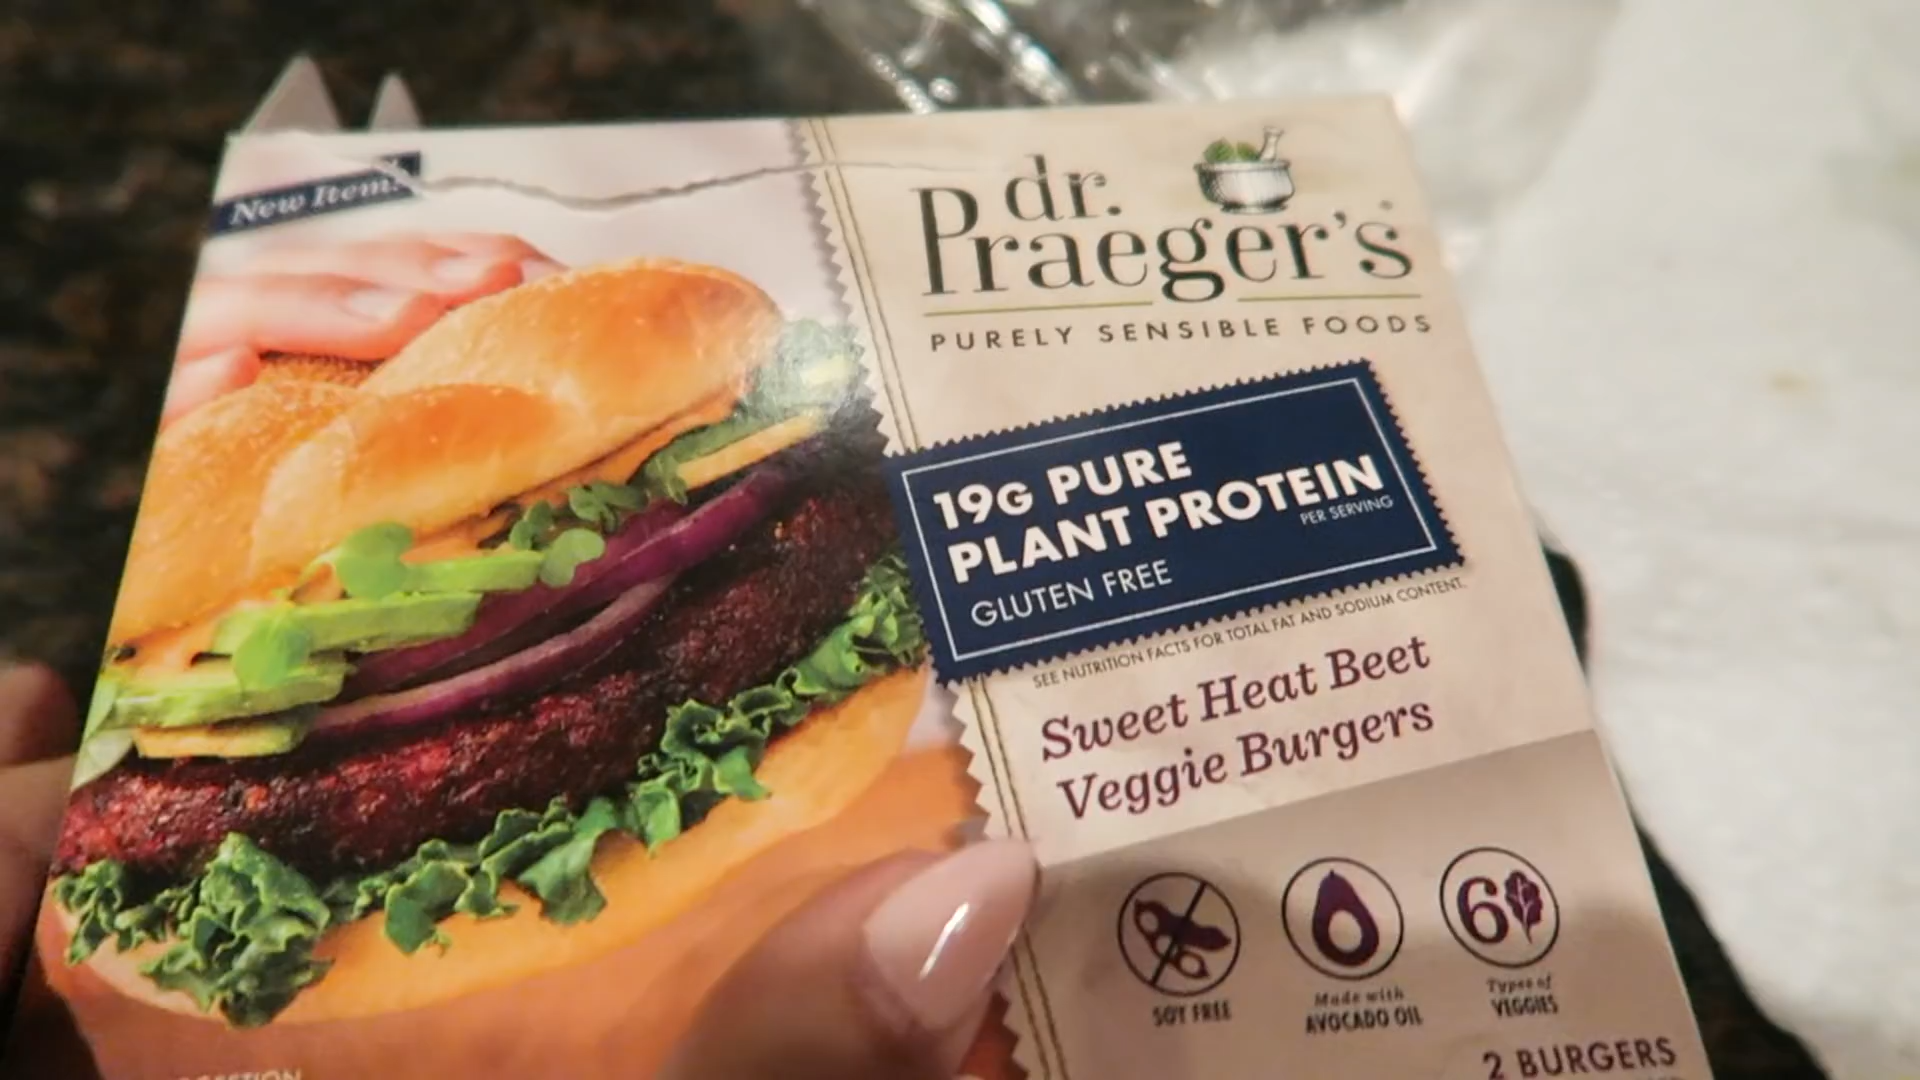 New Item!
dr.
Praeger's
PURELY SENSIBLE FOODS
19G PURE
PLANT PROTEIN
PER SERVING
GLUTEN FREE
SEE NUTRITION FACTS FOR TOTAL FAT AND SODIUM CONTENT.
Sweet Heat Beet
Veggie Burgers
6
SOY FREE
Made with
AVOCADO OIL
Types of
VEGGIES
2 BURGERS